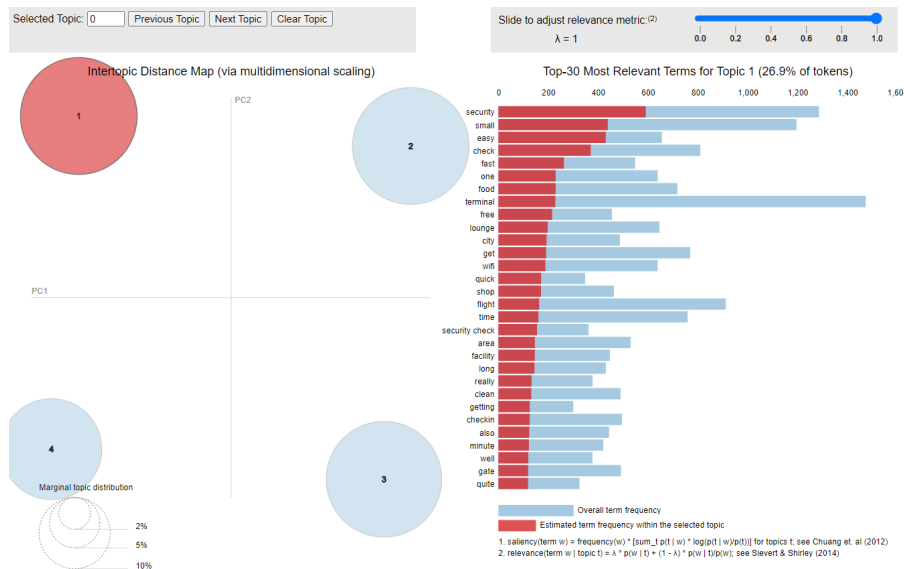 Selected Topic: 0 Previous Topic Next Topic Clear Topic
Slide to adjust relevance metric:(2)
λ = 1
0.0 0.2 0.4 0.6 0.8 1.0
Intertopic Distance Map (via multidimensional scaling)
PC2
PC1
1
2
3
4
Marginal topic distribution
2%
5%
10%
Top-30 Most Relevant Terms for Topic 1 (26.9% of tokens)
0 200 400 600 800 1,000 1,200 1,400 1,60
security
small
easy
check
fast
one
food
terminal
free
lounge
city
get
wifi
quick
shop
flight
time
security check
area
facility
long
really
clean
getting
checkin
also
minute
well
gate
quite
Overall term frequency
Estimated term frequency within the selected topic
1. saliency(term w) = frequency(w) * [sum_t p(t | w) * log(p(t | w)/p(t))] for topics t; see Chuang et. al (2012)
2. relevance(term w | topic t) = λ * p(w | t) + (1 - λ) * p(w | t)/p(w); see Sievert & Shirley (2014)